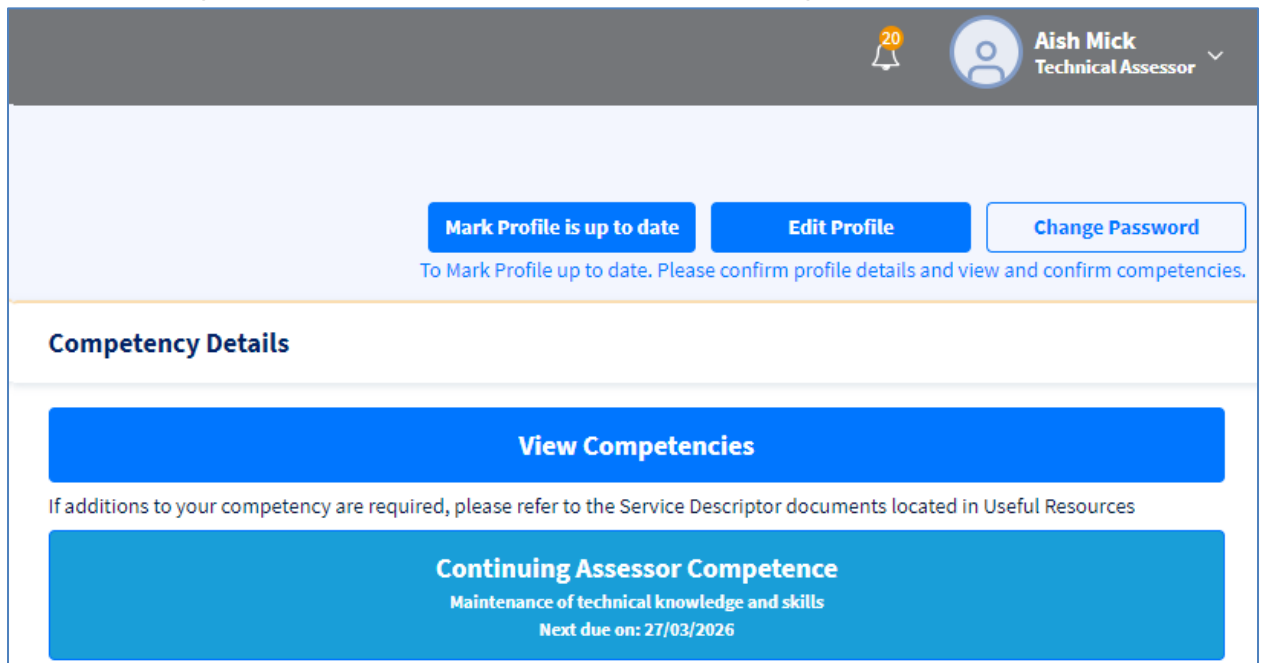 20
Aish Mick
Technical Assessor
Mark Profile is up to date
Edit Profile
Change Password
To Mark Profile up to date. Please confirm profile details and view and confirm competencies.
Competency Details
View Competencies
If additions to your competency are required, please refer to the Service Descriptor documents located in Useful Resources
Continuing Assessor Competence
Maintenance of technical knowledge and skills
Next due on: 27/03/2026